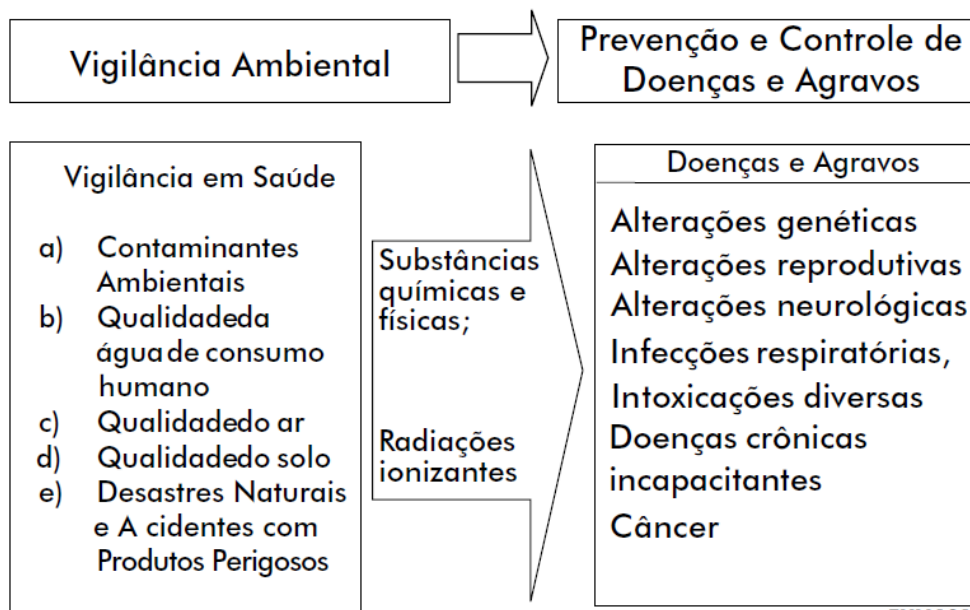 Vigilância Ambiental
Prevenção e Controle de
Doenças e Agravos
Vigilância em Saúde
a) Contaminantes
Ambientais
b) Qualidadeda
água de consumo
humano
c) Qualidadedo ar
d) Qualidadedo solo
e) Desastres Naturais
e A cidentes com
Produtos Perigosos
Substâncias
químicas e
físicas;
Radiações
ionizantes
Doenças e Agravos
Alterações genéticas
Alterações reprodutivas
Alterações neurológicas
Infecções respiratórias,
Intoxicações diversas
Doenças crônicas
incapacitantes
Câncer